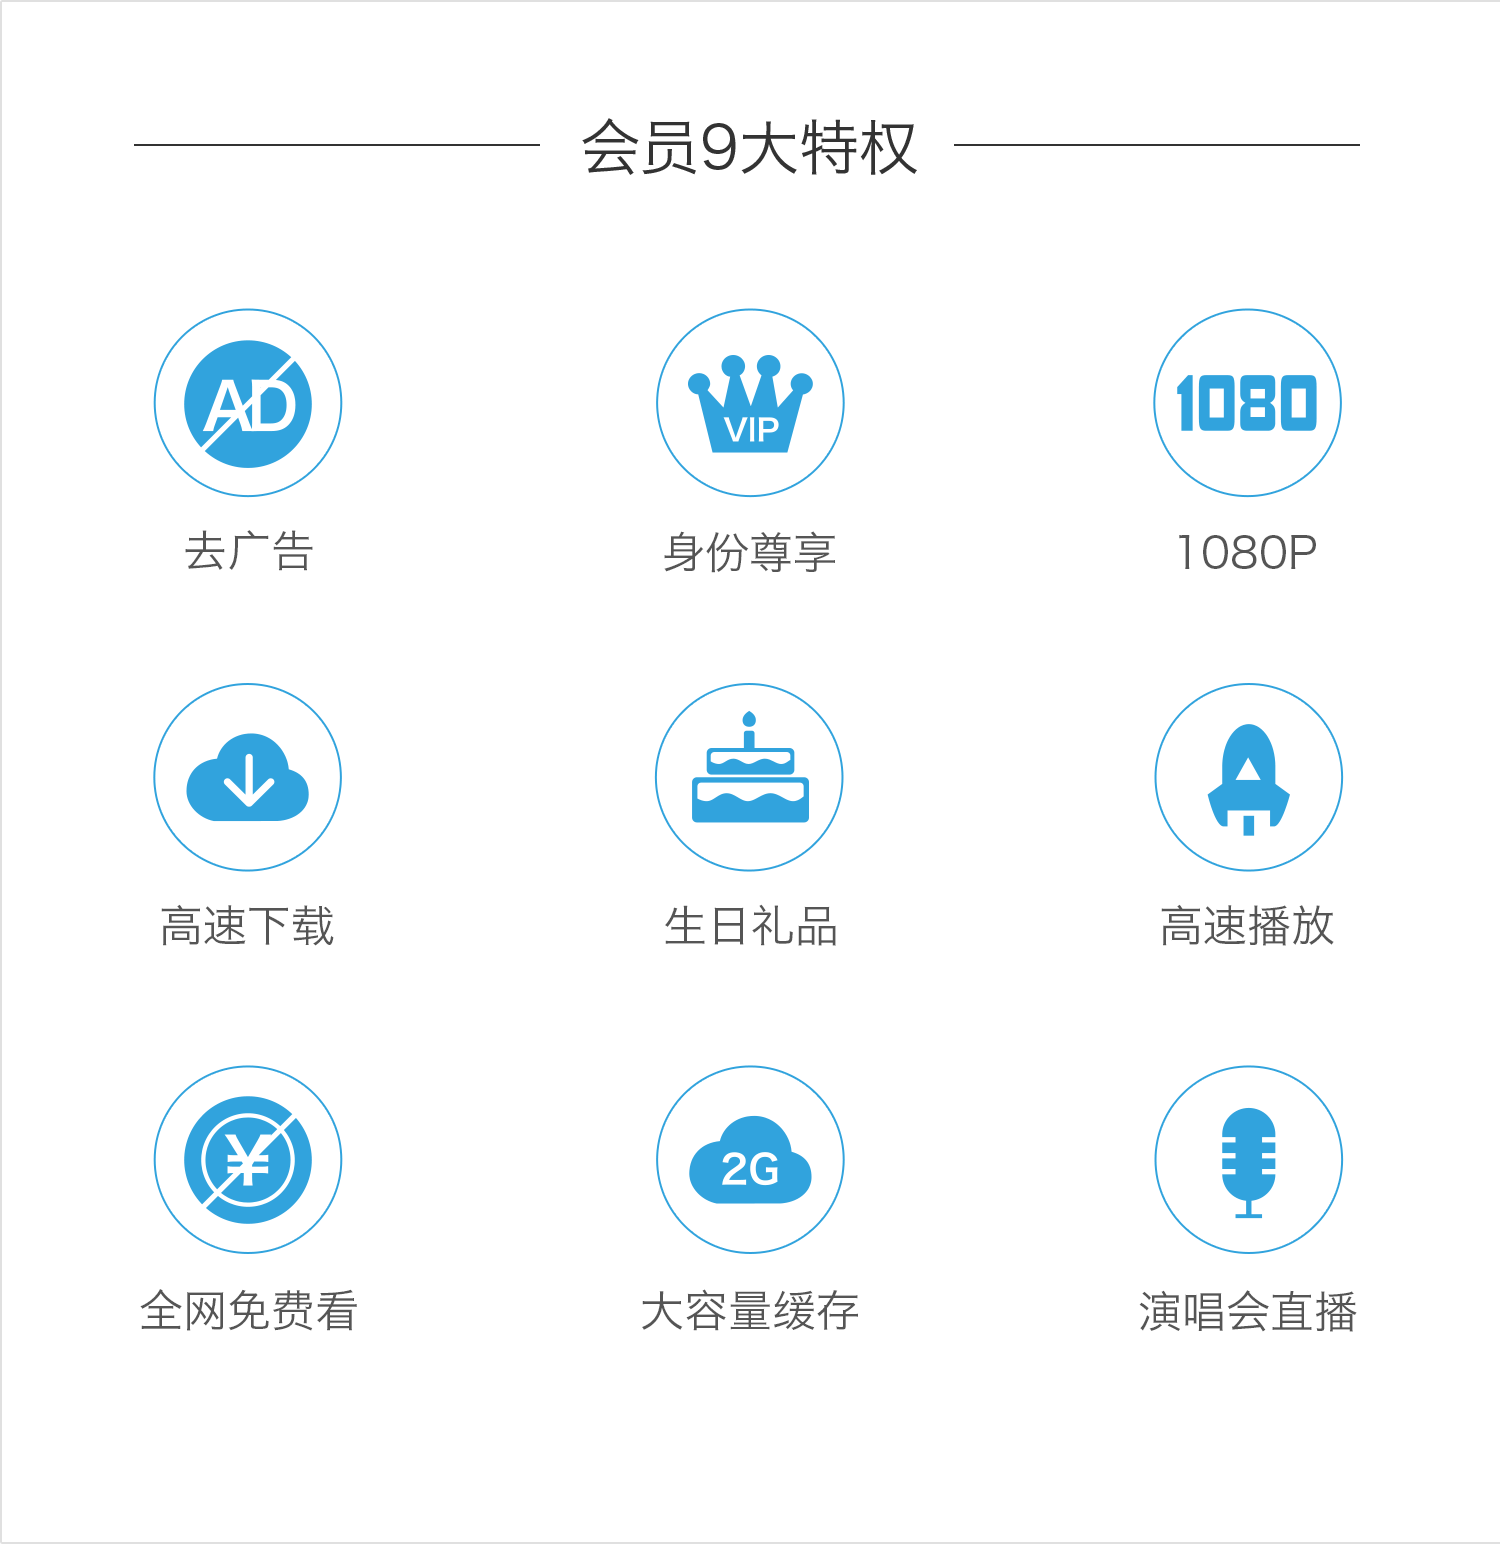 会员9大特权
AD
VIP
1080
去广告
身份尊享
1080P
高速下载
生日礼品
高速播放
¥
2G
全网免费看
大容量缓存
演唱会直播